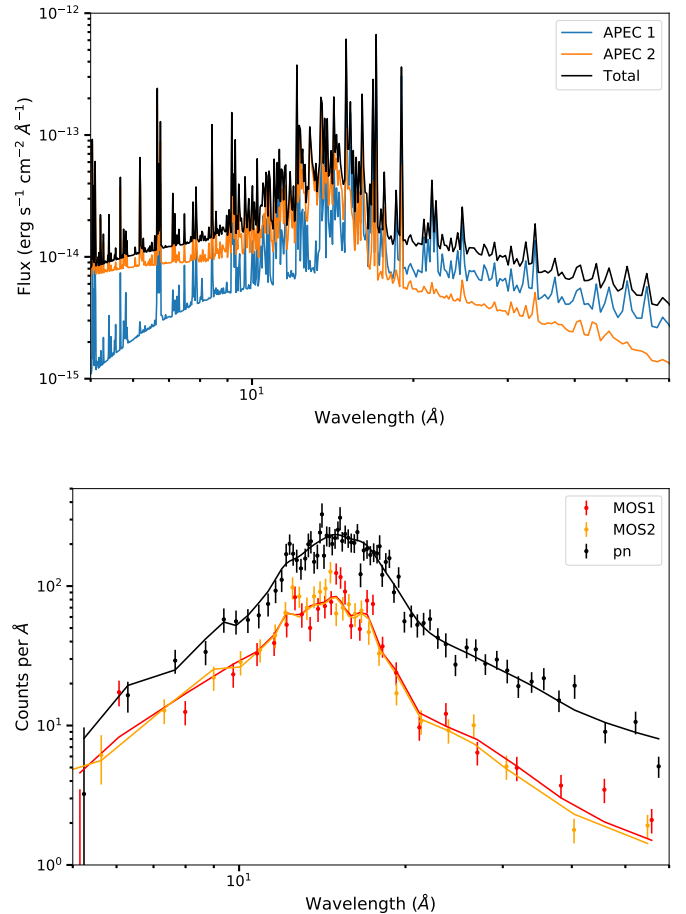 10⁻¹²
10⁻¹³
10⁻¹⁴
10⁻¹⁵
Flux (erg s⁻¹ cm⁻² Å⁻¹)
APEC 1
APEC 2
Total
10¹
Wavelength (Å)
10²
10¹
10⁰
Counts per Å
MOS1
MOS2
pn
10¹
Wavelength (Å)